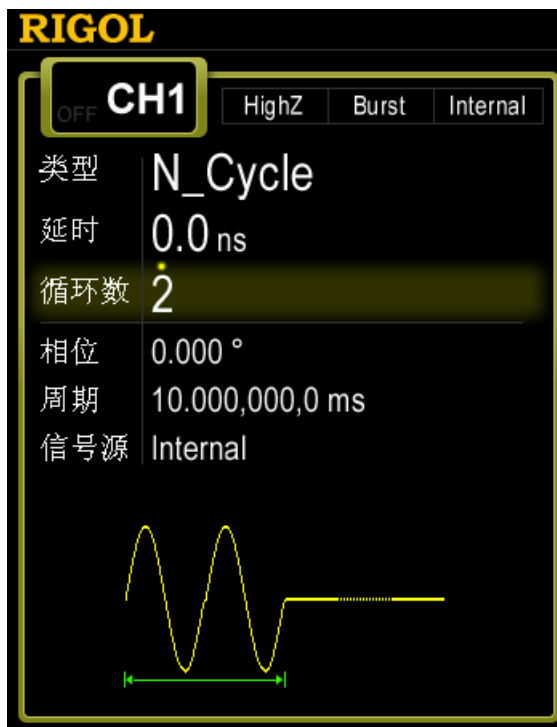 RIGOL
OFF CH1 HighZ Burst Internal
类型 N_Cycle
延时 0.0 ns
循环数 2
相位 0.000 °
周期 10.000,000,0 ms
信号源 Internal